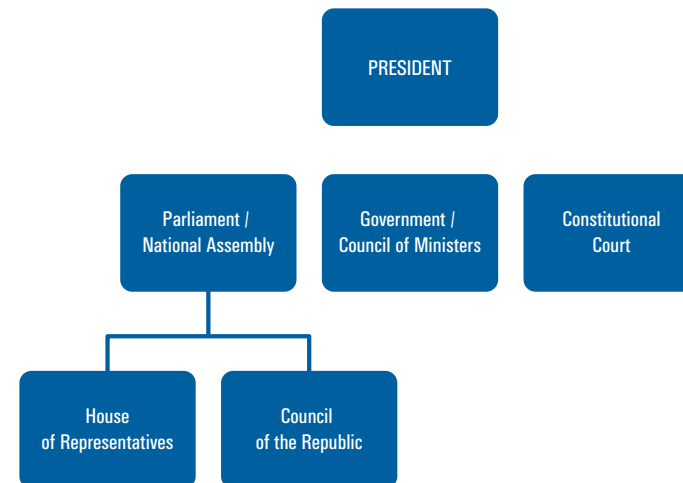 PRESIDENT
Parliament /
National Assembly
Government /
Council of Ministers
Constitutional
Court
House
of Representatives
Council
of the Republic